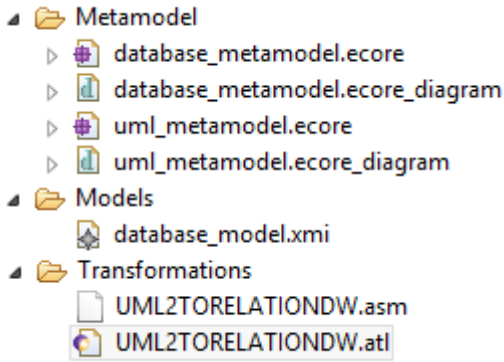 Metamodel
database_metamodel.ecore
database_metamodel.ecore_diagram
uml_metamodel.ecore
uml_metamodel.ecore_diagram
Models
database_model.xmi
Transformations
UML2TORELATIONDW.asm
UML2TORELATIONDW.atl